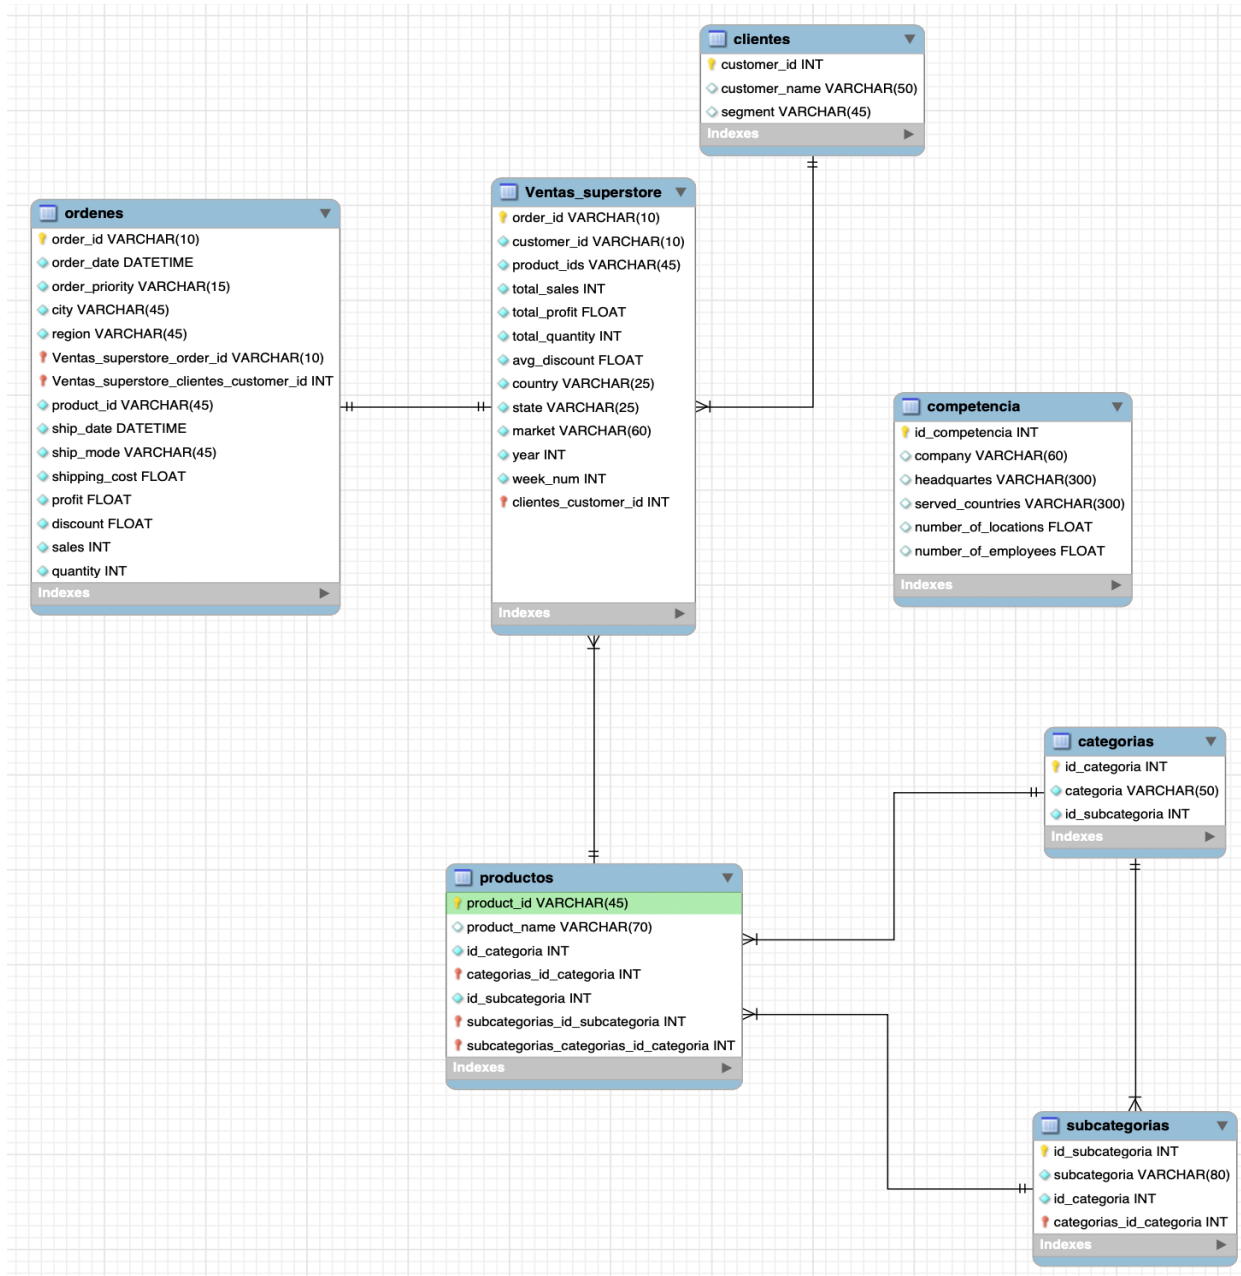 clientes
customer_id INT
customer_name VARCHAR(50)
segment VARCHAR(45)
Indexes
ordenes
order_id VARCHAR(10)
order_date DATETIME
order_priority VARCHAR(15)
city VARCHAR(45)
region VARCHAR(45)
Ventas_superstore_order_id VARCHAR(10)
Ventas_superstore_clientes_customer_id INT
product_id VARCHAR(45)
ship_date DATETIME
ship_mode VARCHAR(45)
shipping_cost FLOAT
profit FLOAT
discount FLOAT
sales INT
quantity INT
Indexes
Ventas_superstore
order_id VARCHAR(10)
customer_id VARCHAR(10)
product_ids VARCHAR(45)
total_sales INT
total_profit FLOAT
total_quantity INT
avg_discount FLOAT
country VARCHAR(25)
state VARCHAR(25)
market VARCHAR(60)
year INT
week_num INT
clientes_customer_id INT
Indexes
competencia
id_competencia INT
company VARCHAR(60)
headquartes VARCHAR(300)
served_countries VARCHAR(300)
number_of_locations FLOAT
number_of_employees FLOAT
Indexes
categorias
id_categoria INT
categoria VARCHAR(50)
id_subcategoria INT
Indexes
productos
product_id VARCHAR(45)
product_name VARCHAR(70)
id_categoria INT
categorias_id_categoria INT
id_subcategoria INT
subcategorias_id_subcategoria INT
subcategorias_categorias_id_categoria INT
Indexes
subcategorias
id_subcategoria INT
subcategoria VARCHAR(80)
id_categoria INT
categorias_id_categoria INT
Indexes